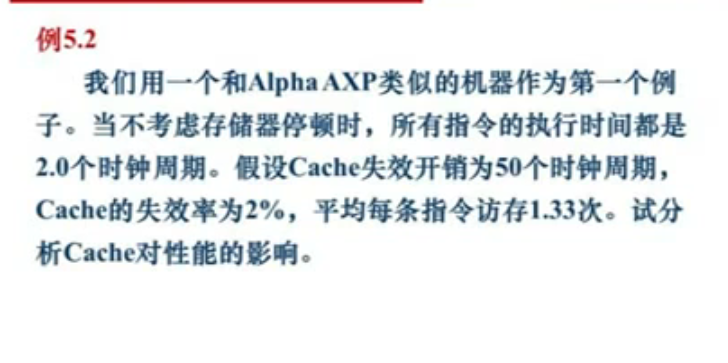 例5.2
我们用一个和Alpha AXP类似的机器作为第一个例
子。当不考虑存储器停顿时，所有指令的执行时间都是
2.0个时钟周期。假设Cache失效开销为50个时钟周期，
Cache的失效率为2%，平均每条指令访存1.33次。试分
析Cache对性能的影响。